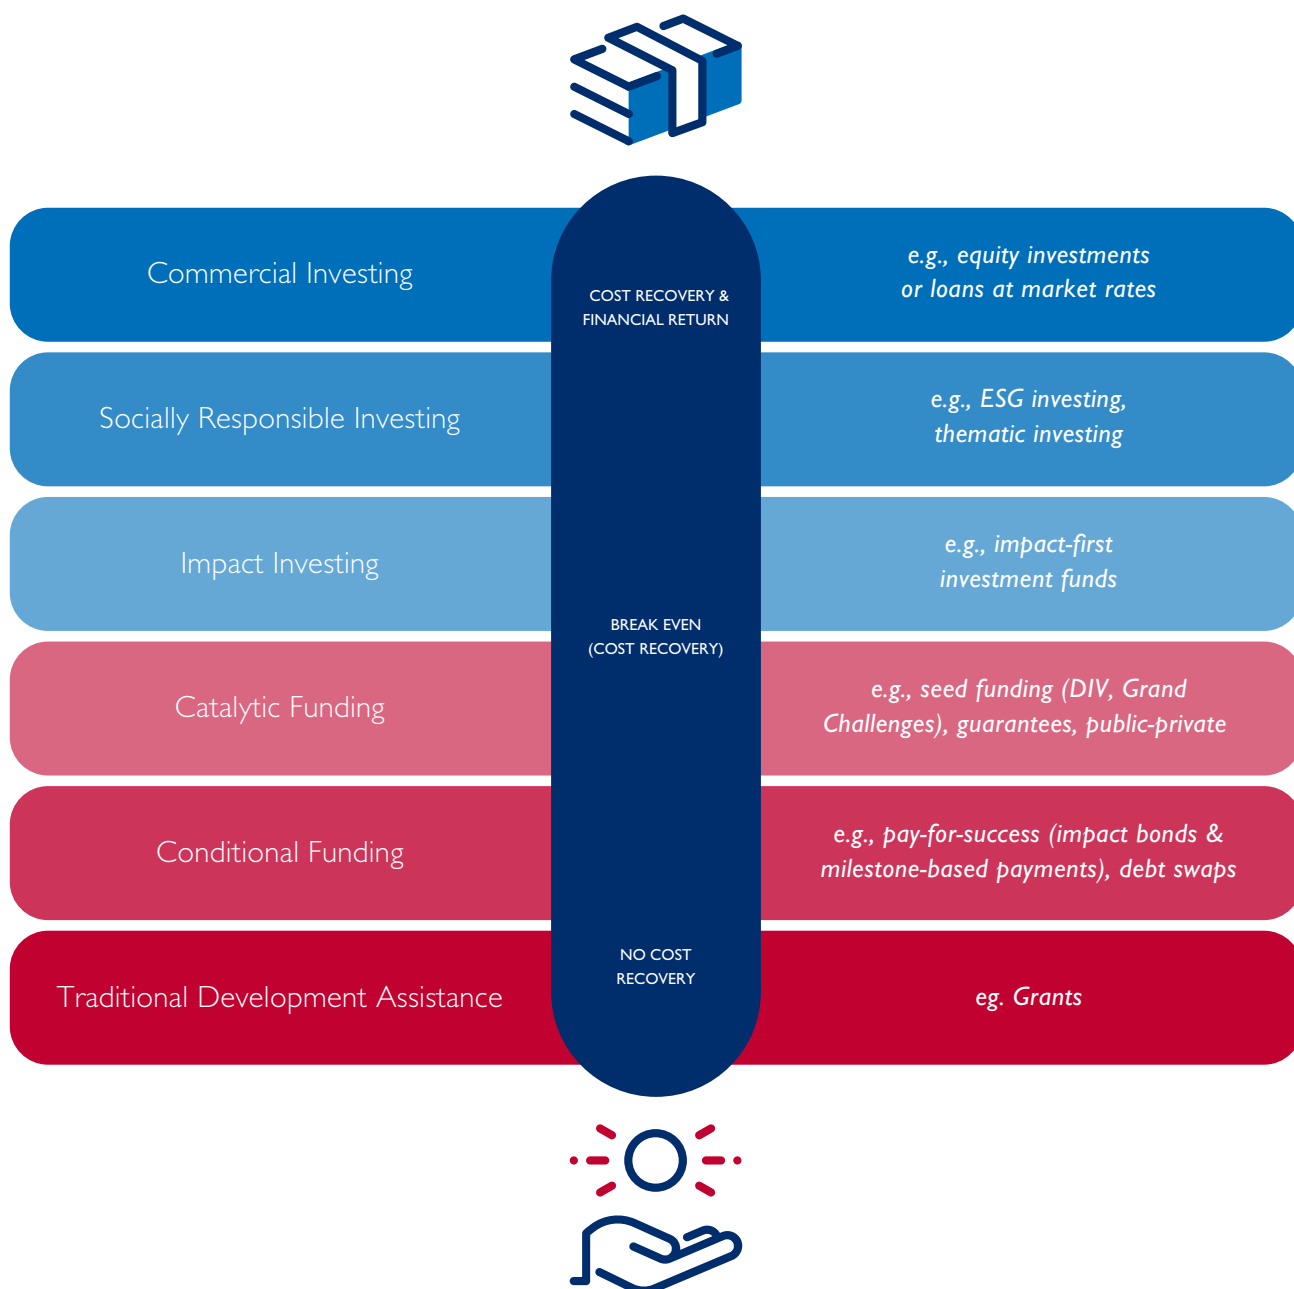 Commercial Investing
COST RECOVERY &
FINANCIAL RETURN
e.g., equity investments
or loans at market rates
Socially Responsible Investing
e.g., ESG investing,
thematic investing
Impact Investing
e.g., impact-first
investment funds
BREAK EVEN
(COST RECOVERY)
Catalytic Funding
e.g., seed funding (DIV, Grand
Challenges), guarantees, public-private
Conditional Funding
e.g., pay-for-success (impact bonds &
milestone-based payments), debt swaps
NO COST
RECOVERY
Traditional Development Assistance
eg. Grants